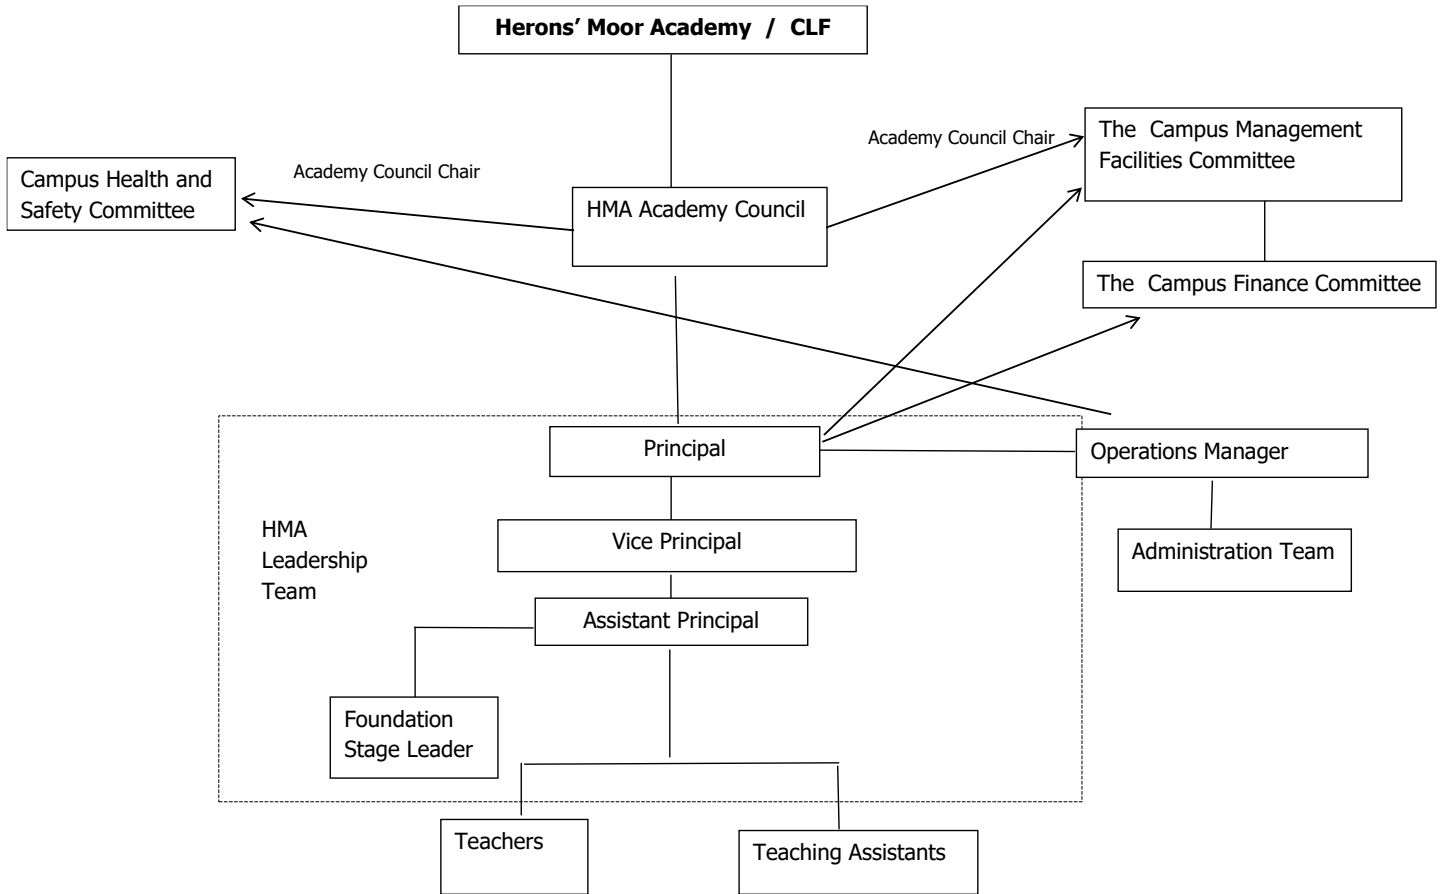 Herons’ Moor Academy / CLF
Academy Council Chair
The Campus Management
Facilities Committee
Campus Health and
Safety Committee
Academy Council Chair
HMA Academy Council
The Campus Finance Committee
Principal
Operations Manager
HMA
Leadership
Team
Vice Principal
Administration Team
Assistant Principal
Foundation
Stage Leader
Teachers
Teaching Assistants